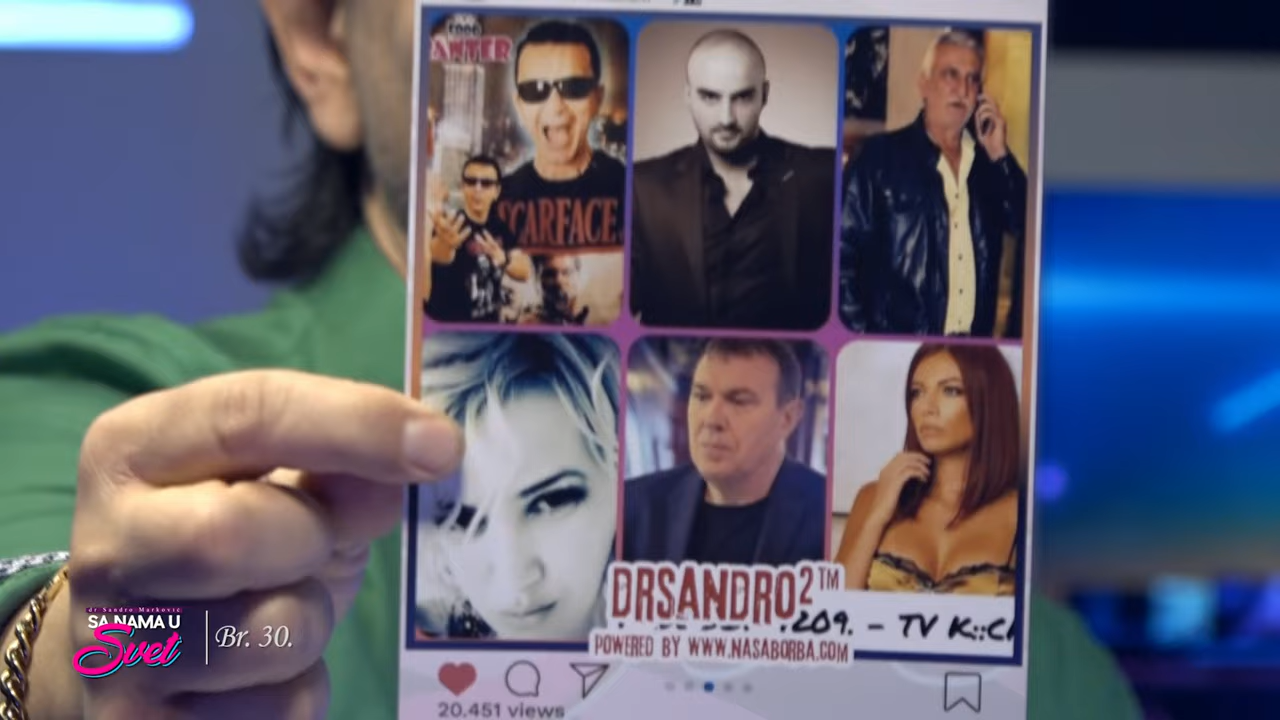 ANTER
SCARFACE
DRSANDRO²™
209. – TV K::C
POWERED BY WWW.NASABORBA.COM
20.451 views
dr Sandro Marković
SA NAMA U
Svet
Br. 30.